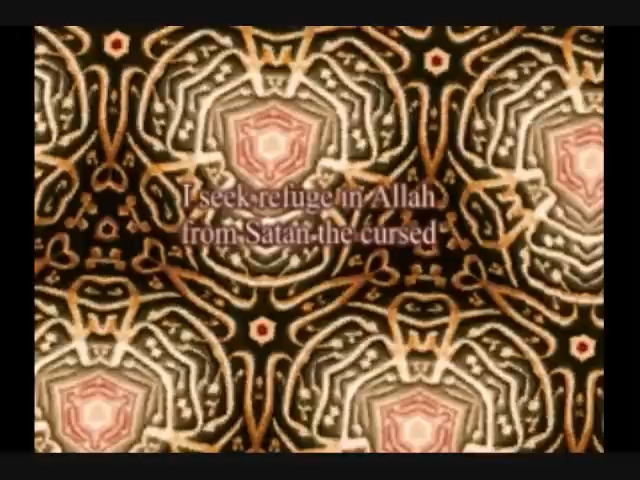 I seek refuge in Allah
from Satan the cursed